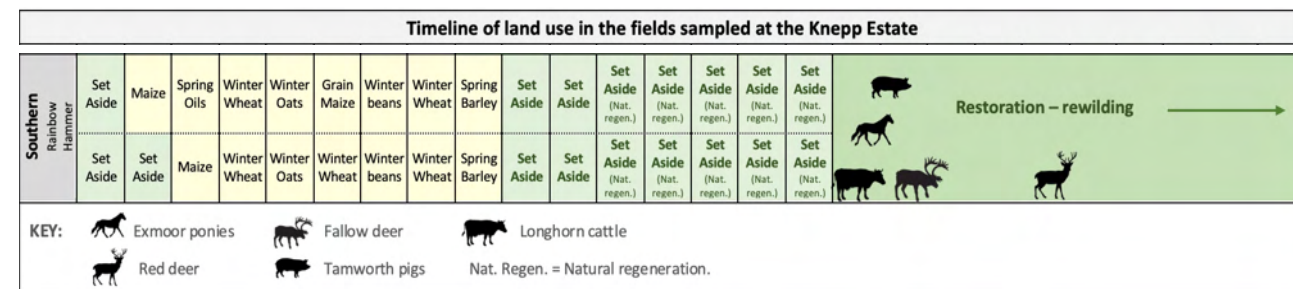 Timeline of land use in the fields sampled at the Knepp Estate
Southern
Rainbow
Hammer
Set Aside
Maize
Spring Oils
Winter Wheat
Winter Oats
Grain Maize
Winter beans
Winter Wheat
Spring Barley
Set Aside
Set Aside
Set Aside (Nat. regen.)
Set Aside (Nat. regen.)
Set Aside (Nat. regen.)
Set Aside (Nat. regen.)
Set Aside (Nat. regen.)
Restoration – rewilding
Set Aside
Set Aside
Maize
Winter Wheat
Winter Oats
Winter Wheat
Winter beans
Winter Wheat
Spring Barley
Set Aside
Set Aside
Set Aside (Nat. regen.)
Set Aside (Nat. regen.)
Set Aside (Nat. regen.)
Set Aside (Nat. regen.)
Set Aside (Nat. regen.)
KEY: Exmoor ponies Fallow deer Longhorn cattle
Red deer Tamworth pigs Nat. Regen. = Natural regeneration.